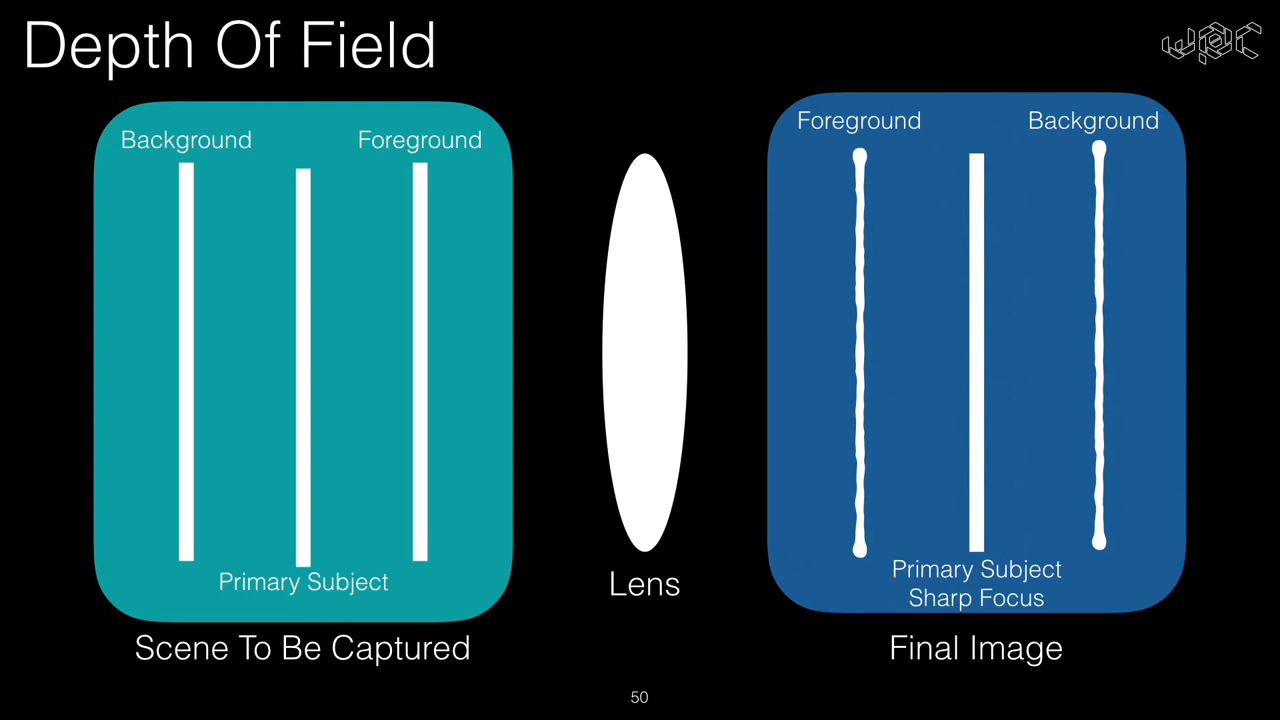 Depth Of Field
wpc
Background
Foreground
Primary Subject
Scene To Be Captured
Lens
Foreground
Background
Primary Subject
Sharp Focus
Final Image
50